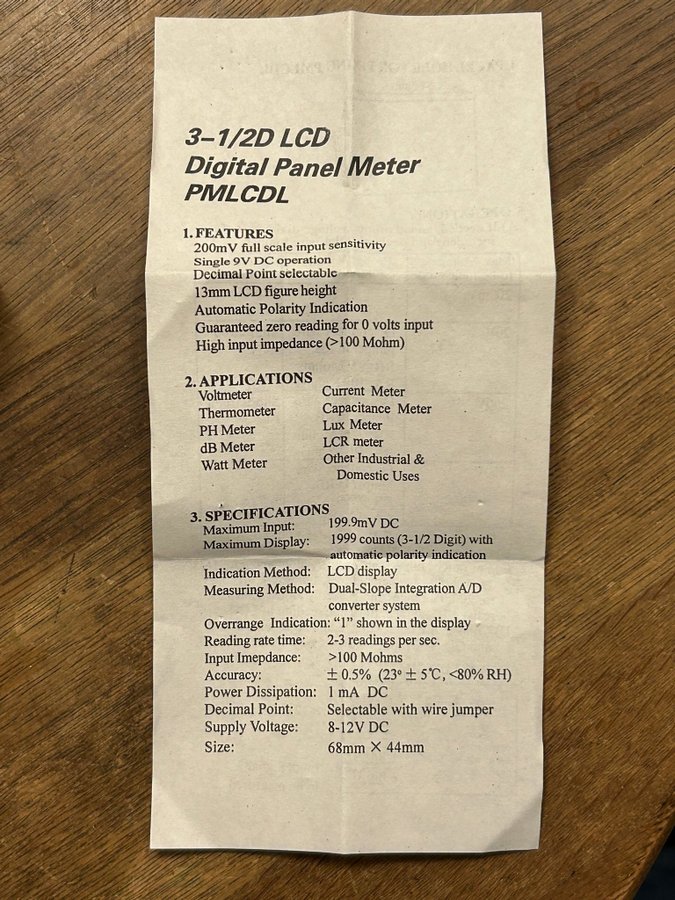 3-1/2D LCD
Digital Panel Meter
PMLCDL
1. FEATURES
200mV full scale input sensitivity
Single 9V DC operation
Decimal Point selectable
13mm LCD figure height
Automatic Polarity Indication
Guaranteed zero reading for 0 volts input
High input impedance (>100 Mohm)
2. APPLICATIONS
Voltmeter Current Meter
Thermometer Capacitance Meter
PH Meter Lux Meter
dB Meter LCR meter
Watt Meter Other Industrial &
Domestic Uses
3. SPECIFICATIONS
Maximum Input: 199.9mV DC
Maximum Display: 1999 counts (3-1/2 Digit) with
automatic polarity indication
Indication Method: LCD display
Measuring Method: Dual-Slope Integration A/D
converter system
Overrange Indication: “1” shown in the display
Reading rate time: 2-3 readings per sec.
Input Imepdance: >100 Mohms
Accuracy: ± 0.5% (23° ± 5℃, <80% RH)
Power Dissipation: 1 mA DC
Decimal Point: Selectable with wire jumper
Supply Voltage: 8-12V DC
Size: 68mm × 44mm